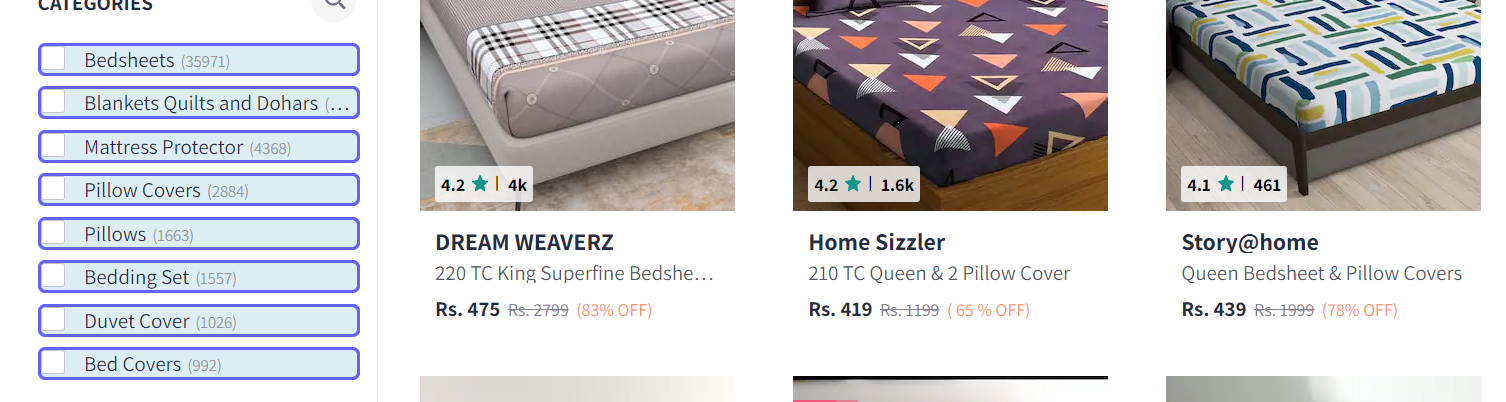 CATEGORIES
Bedsheets (35971)
Blankets Quilts and Dohars (...
Mattress Protector (4368)
Pillow Covers (2884)
Pillows (1663)
Bedding Set (1557)
Duvet Cover (1026)
Bed Covers (992)
4.2 | 4k
DREAM WEAVERZ
220 TC King Superfine Bedshe...
Rs. 475 Rs. 2799 (83% OFF)
4.2 | 1.6k
Home Sizzler
210 TC Queen & 2 Pillow Cover
Rs. 419 Rs. 1199 ( 65 % OFF)
4.1 | 461
Story@home
Queen Bedsheet & Pillow Covers
Rs. 439 Rs. 1999 (78% OFF)